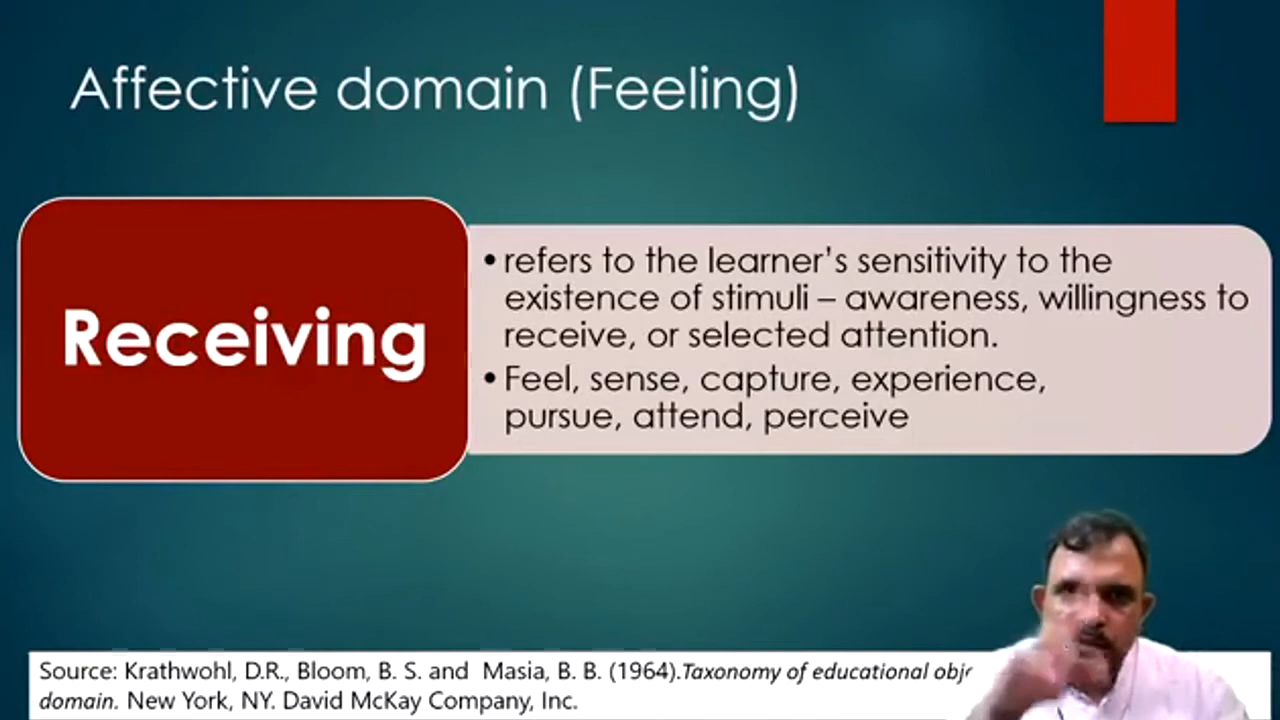 Affective domain (Feeling)
Receiving
•refers to the learner’s sensitivity to the
existence of stimuli – awareness, willingness to
receive, or selected attention.
•Feel, sense, capture, experience,
pursue, attend, perceive
Source: Krathwohl, D.R., Bloom, B. S. and Masia, B. B. (1964).Taxonomy of educational
domain. New York, NY. David McKay Company, Inc.